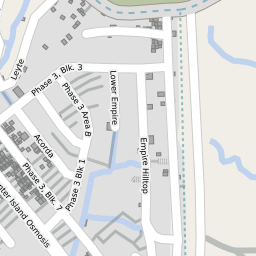 Leyte
Phase 3, Blk. 3
Lower Empire
Phase 3 Area B
Empire Hilltop
Acorda
Phase 3 Blk 1
Phase 3, Blk. 7
Island Osmosis